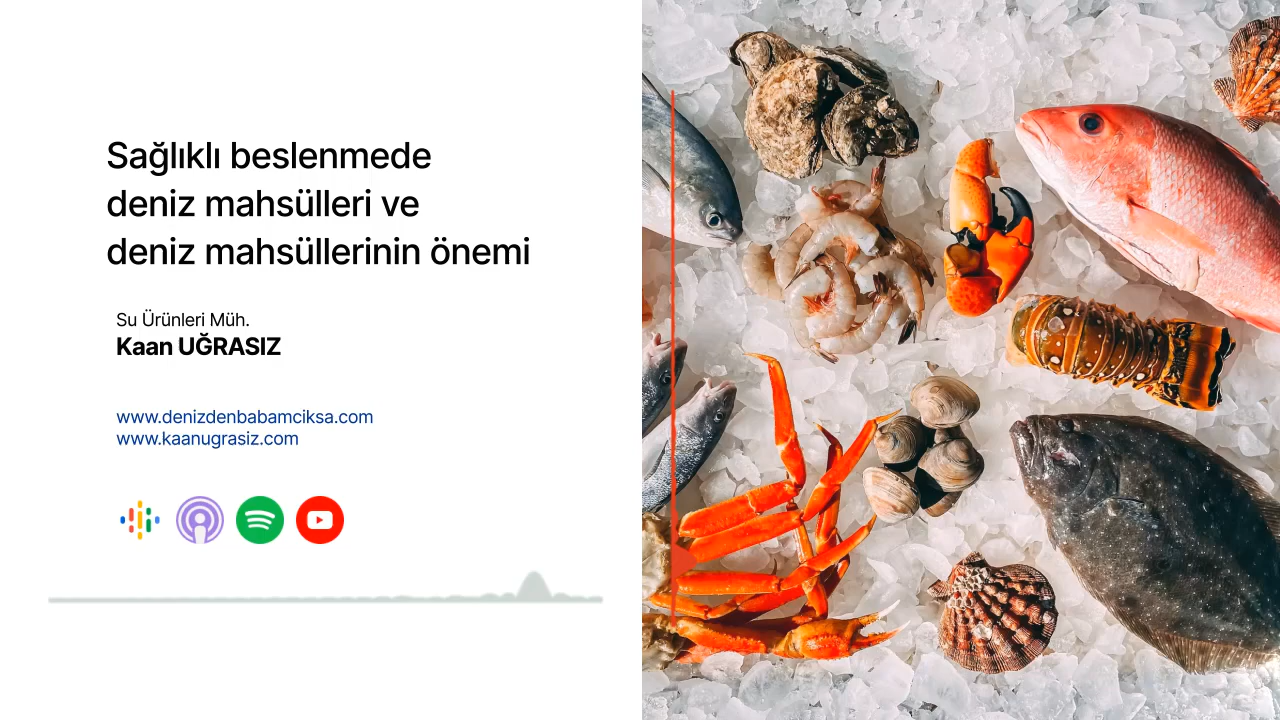 Sağlıklı beslenmede
deniz mahsülleri ve
deniz mahsüllerinin önemi
Su Ürünleri Müh.
Kaan UĞRASIZ
www.denizdenbabamciksa.com
www.kaanugrasiz.com